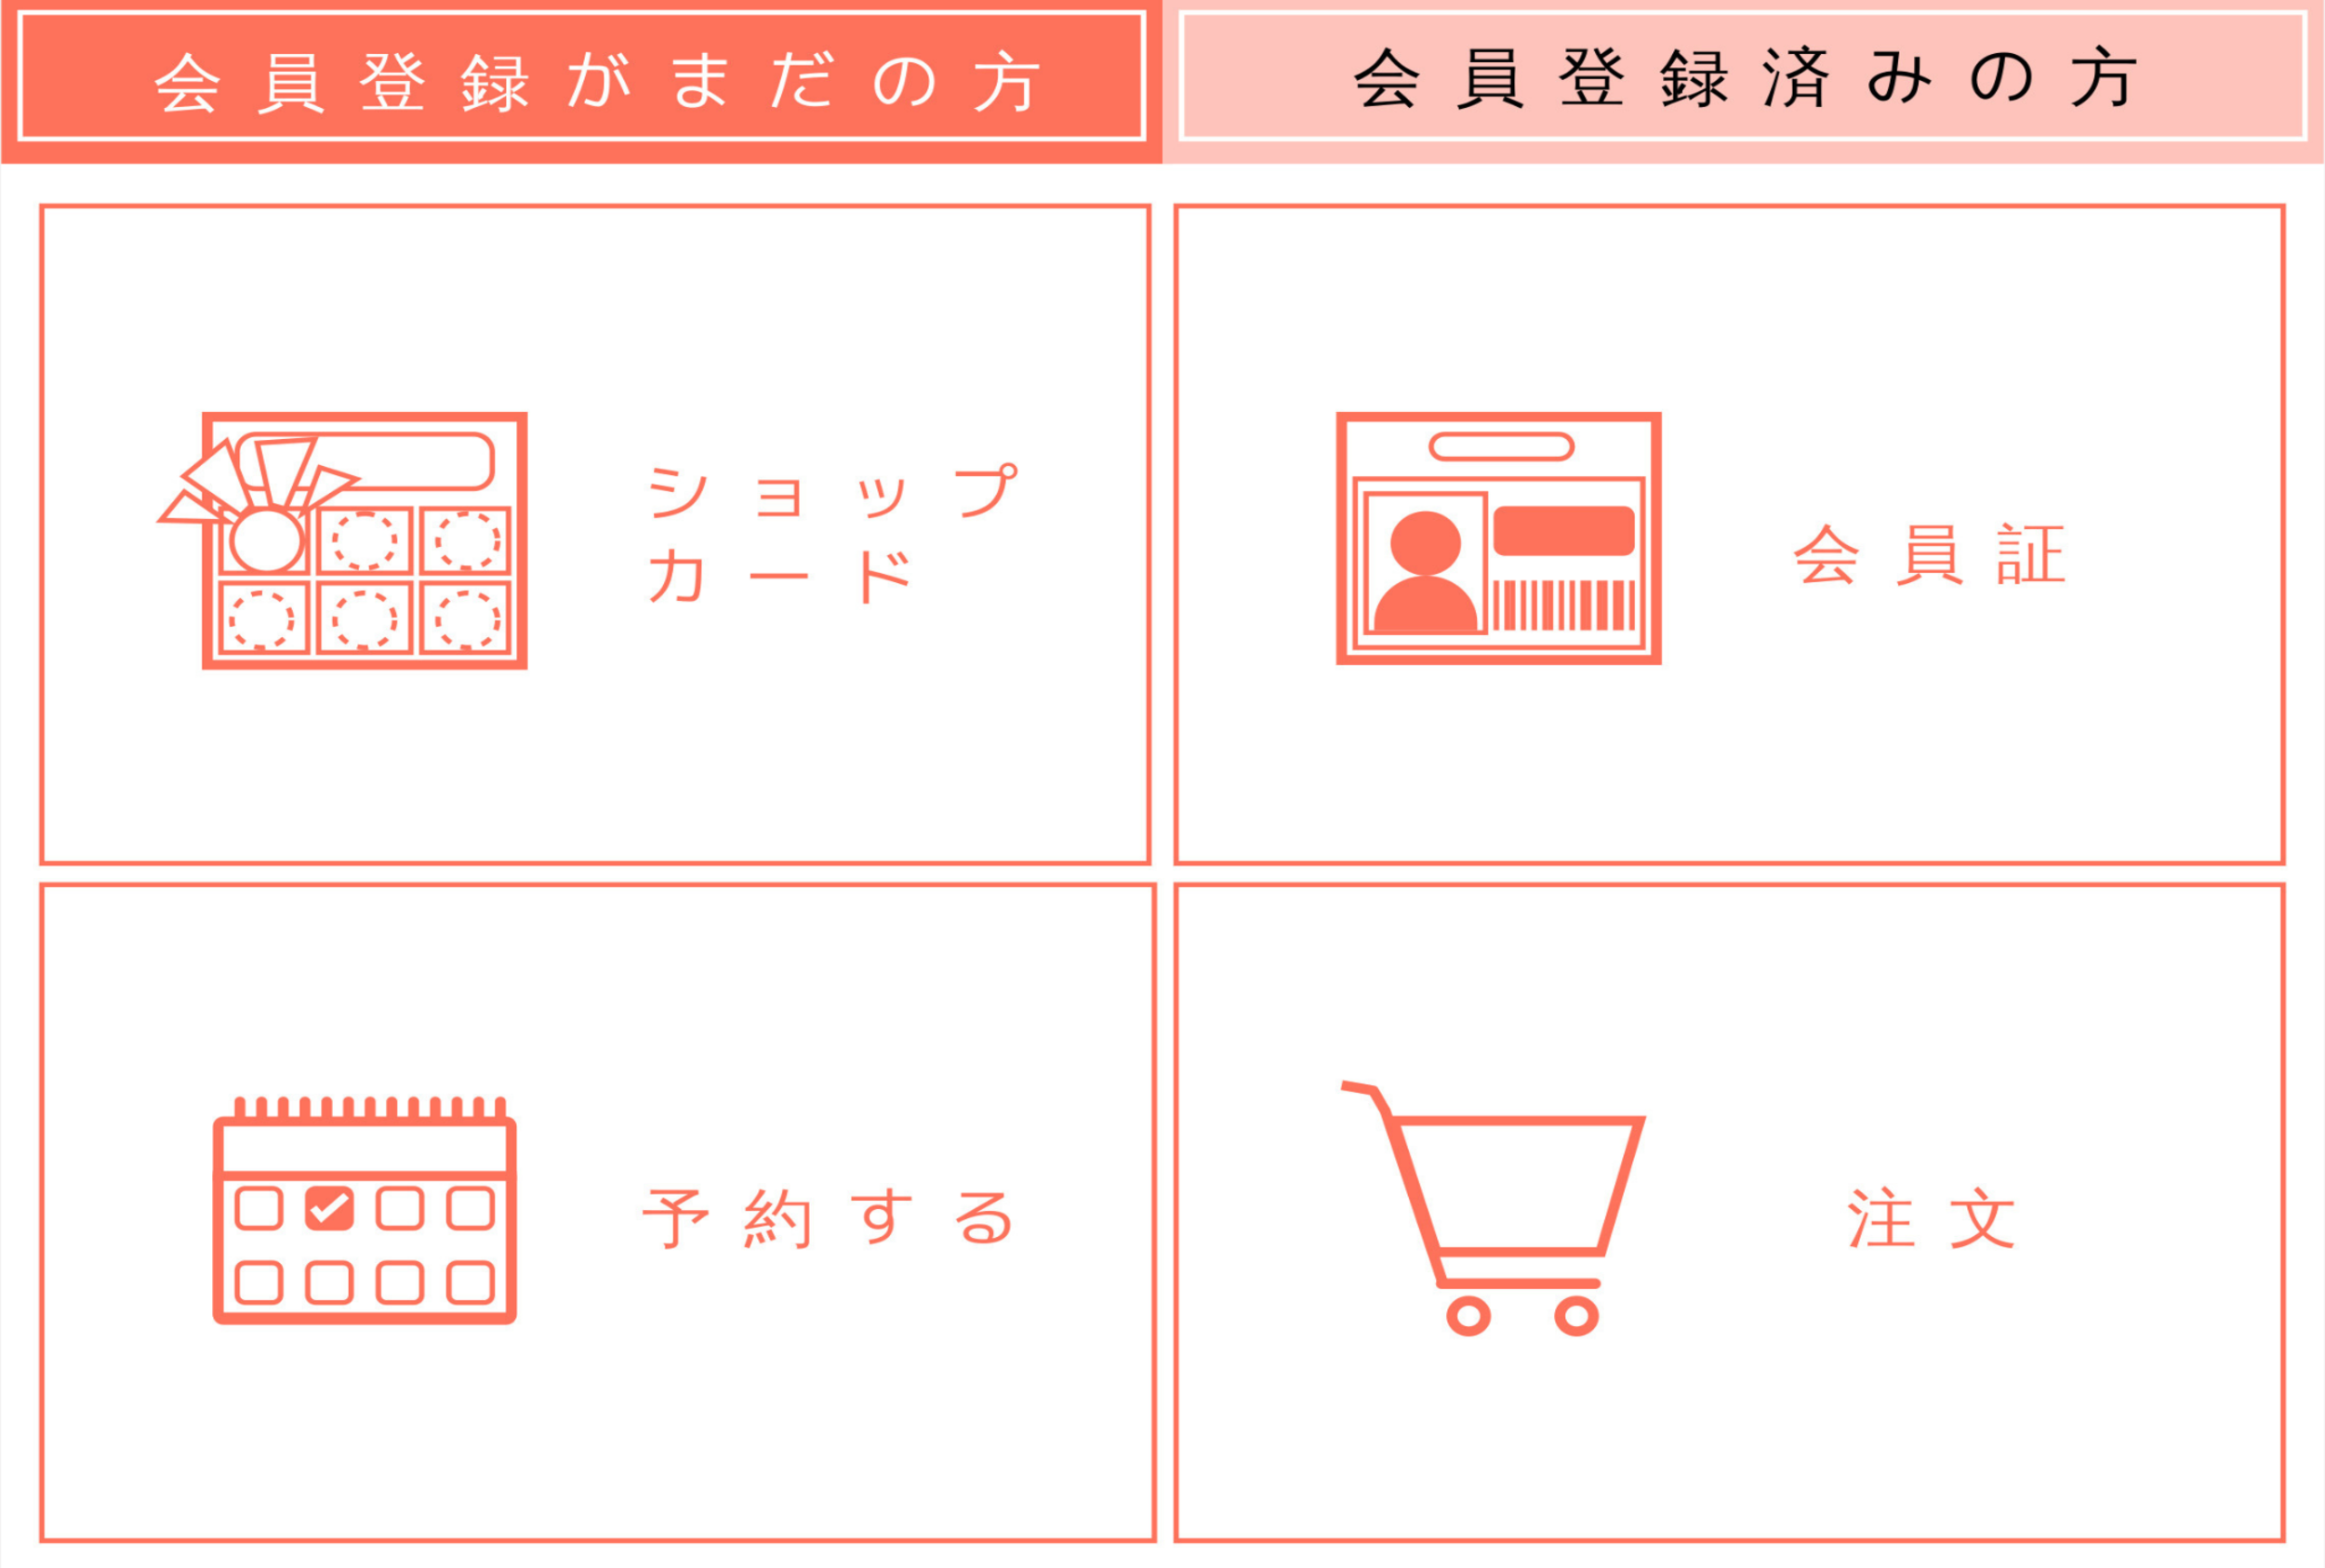 会員登録がまだの方
会員登録済みの方
ショップ
カード
会員証
予約する
注文